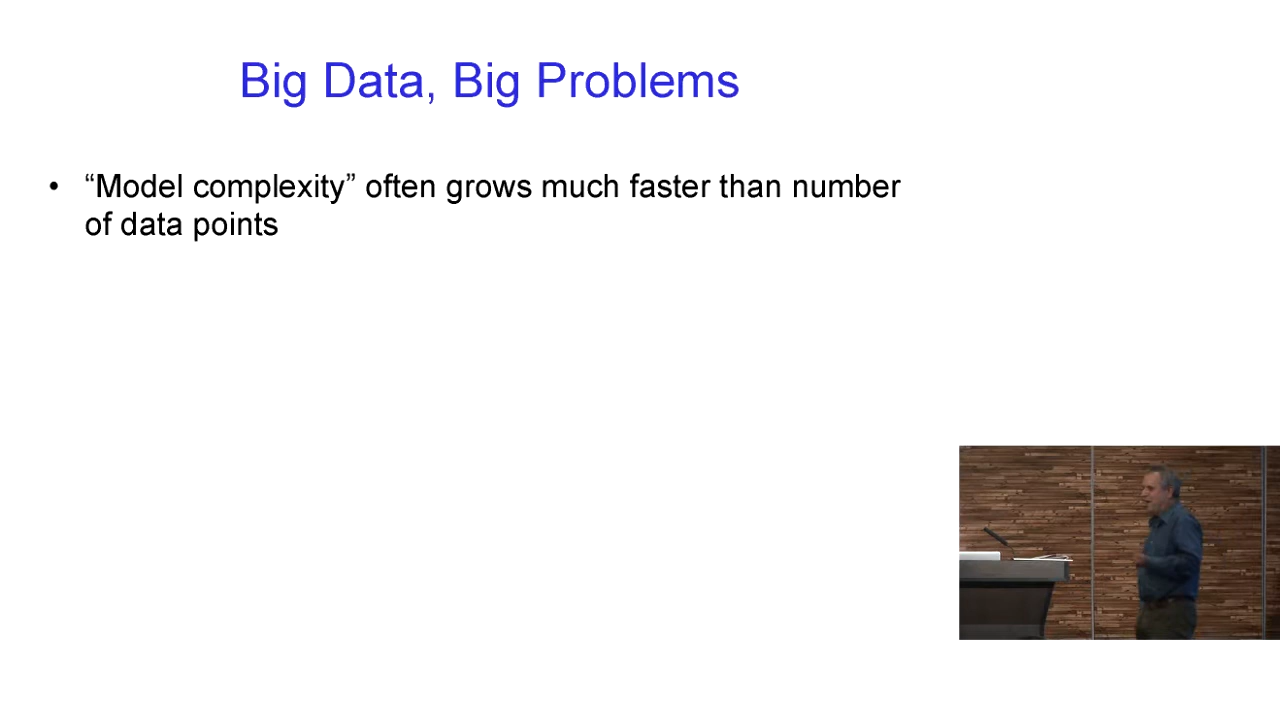 Big Data, Big Problems
• “Model complexity” often grows much faster than number
of data points